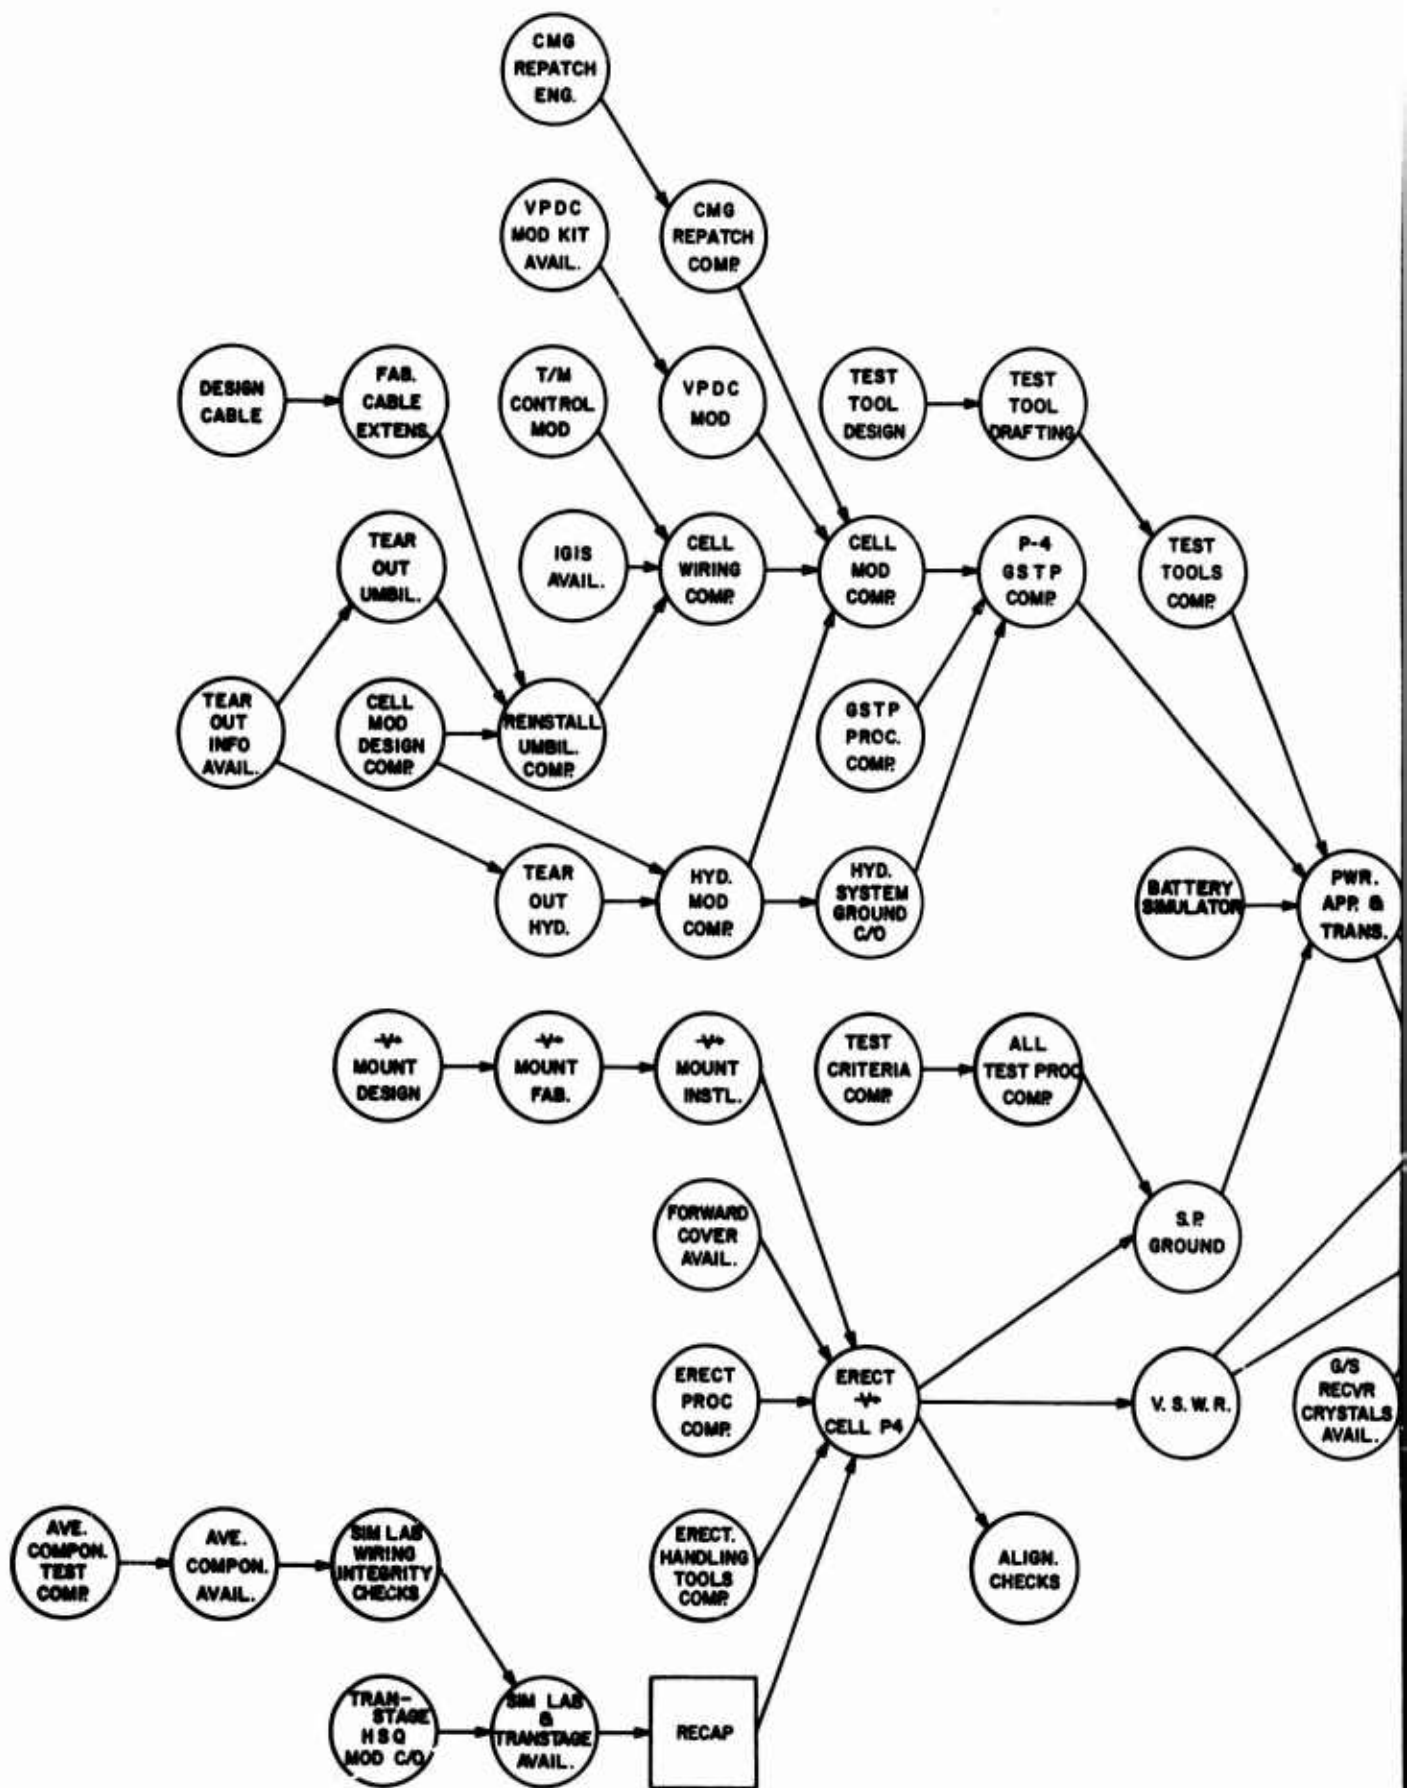 CMG
REPATCH
ENG.
VPDC
MOD KIT
AVAIL.
CMG
REPATCH
COMP.
DESIGN
CABLE
FAB.
CABLE
EXTENS.
T/M
CONTROL
MOD
VPDC
MOD
TEST
TOOL
DESIGN
TEST
TOOL
DRAFTING
TEAR
OUT
UMBIL.
IGIS
AVAIL.
CELL
WIRING
COMP.
CELL
MOD
COMP.
P-4
GSTP
COMP.
TEST
TOOLS
COMP.
TEAR
OUT
INFO
AVAIL.
CELL
MOD
DESIGN
COMP.
REINSTALL
UMBIL.
COMP.
GSTP
PROC.
COMP.
TEAR
OUT
HYD.
HYD.
MOD
COMP.
HYD.
SYSTEM
GROUND
C/O
BATTERY
SIMULATOR
PWR.
APP. &
TRANS.
-V-
MOUNT
DESIGN
-V-
MOUNT
FAB.
-V-
MOUNT
INSTL.
TEST
CRITERIA
COMP.
ALL
TEST PROC
COMP.
FORWARD
COVER
AVAIL.
S.P.
GROUND
ERECT
PROC
COMP.
ERECT
-V-
CELL P4
V. S. W. R.
G/S
RECVR
CRYSTALS
AVAIL.
AVE.
COMPON.
TEST
COMP.
AVE.
COMPON.
AVAIL.
SIM LAB
WIRING
INTEGRITY
CHECKS
ERECT.
HANDLING
TOOLS
COMP.
ALIGN.
CHECKS
TRAN-
STAGE
HSQ
MOD C/O
SIM LAB
&
TRANSTAGE
AVAIL.
RECAP